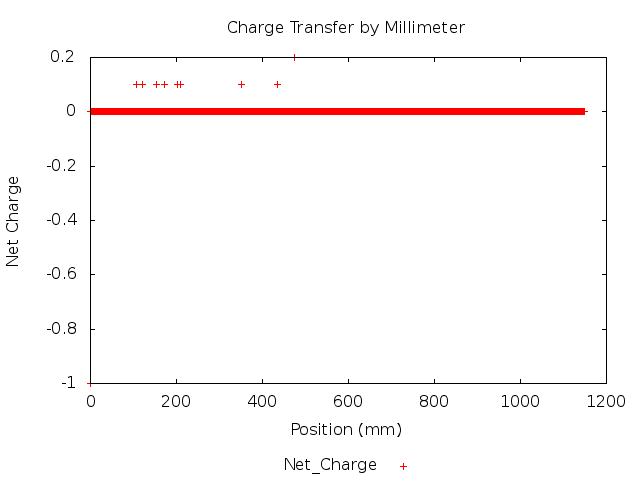 Charge Transfer by Millimeter
0.2
0
-0.2
-0.4
-0.6
-0.8
-1
Net Charge
0 200 400 600 800 1000 1200
Position (mm)
Net_Charge